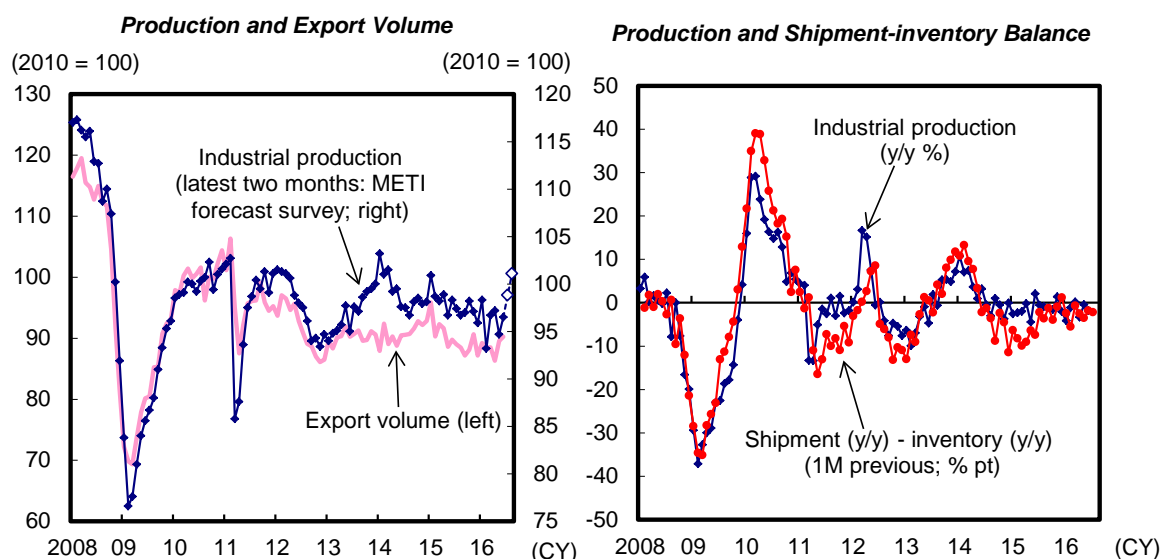 Production and Export Volume
(2010 = 100)
(2010 = 100)
130
120
110
100
90
80
70
60
120
115
110
105
100
95
90
85
80
75
Industrial production
(latest two months: METI
forecast survey; right)
Export volume (left)
2008 09 10 11 12 13 14 15 16
(CY)
Production and Shipment-inventory Balance
50
40
30
20
10
0
-10
-20
-30
-40
-50
Industrial production
(y/y %)
Shipment (y/y) - inventory (y/y)
(1M previous; % pt)
2008 09 10 11 12 13 14 15 16
(CY)